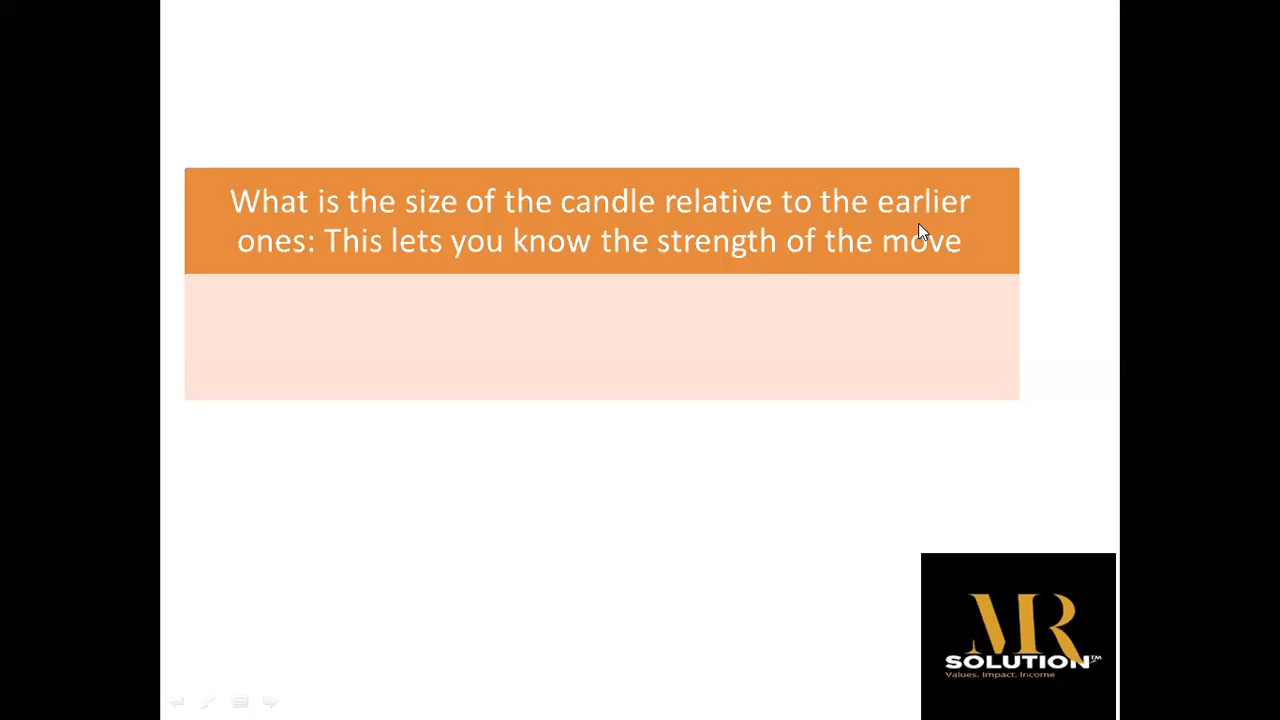 What is the size of the candle relative to the earlier
ones: This lets you know the strength of the move
MR
SOLUTION™
Values. Impact. Income